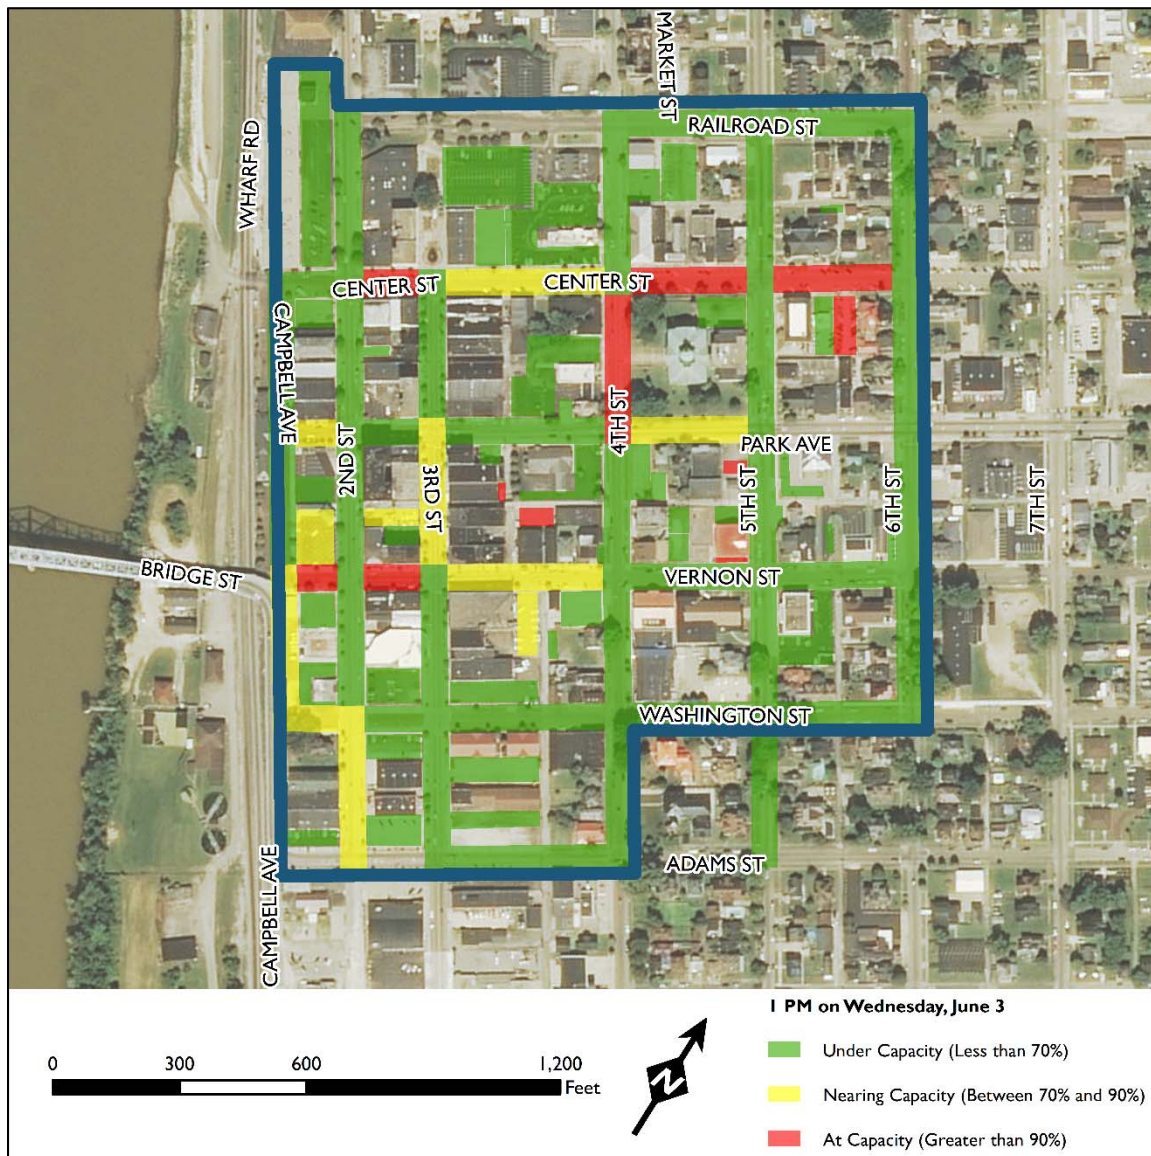 MARKET ST
RAILROAD ST
WHARF RD
CENTER ST
CENTER ST
CAMPBELL AVE
4TH ST
2ND ST
PARK AVE
3RD ST
5TH ST
6TH ST
7TH ST
BRIDGE ST
VERNON ST
WASHINGTON ST
ADAMS ST
CAMPBELL AVE
1 PM on Wednesday, June 3
0 300 600 1,200
Feet
N
Under Capacity (Less than 70%)
Nearing Capacity (Between 70% and 90%)
At Capacity (Greater than 90%)